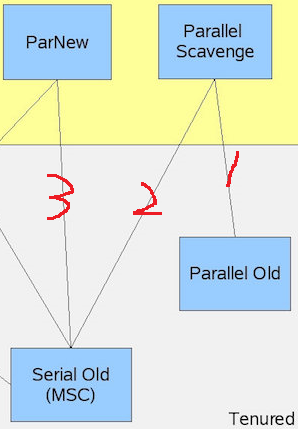 ParNew
Parallel
Scavenge
3
2
1
Parallel Old
Serial Old
(MSC)
Tenured